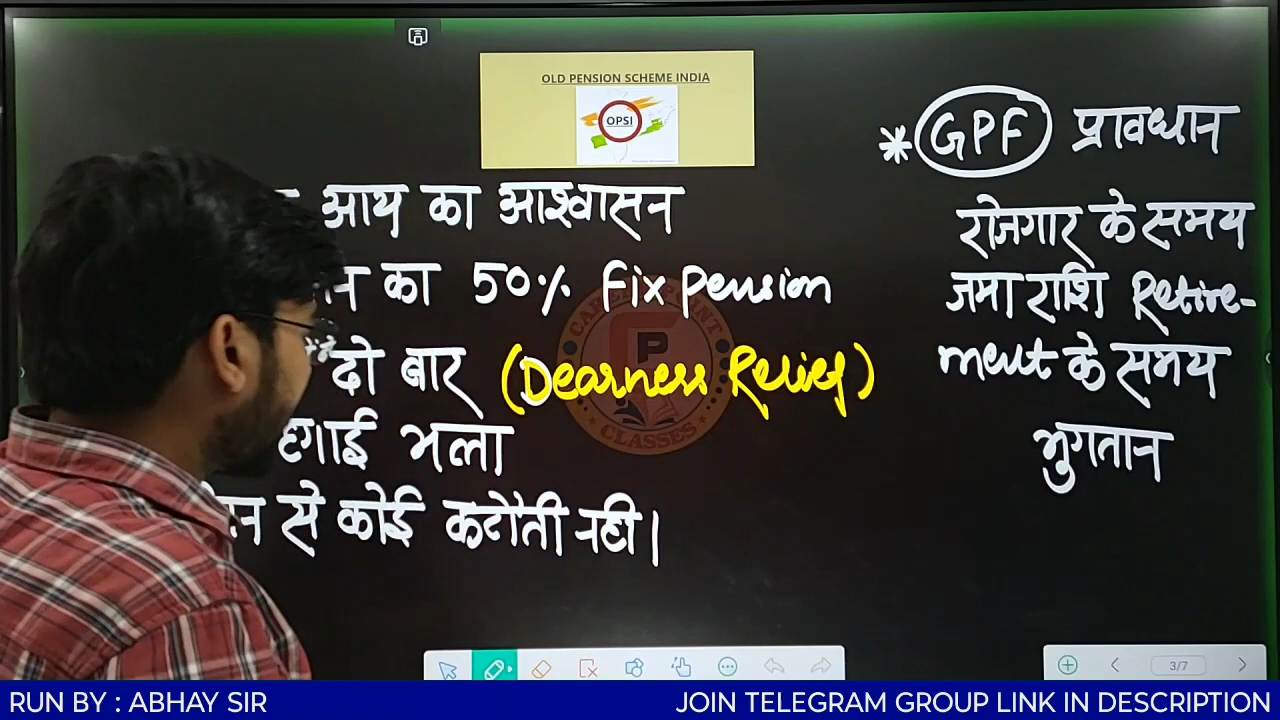 OLD PENSION SCHEME INDIA
OPSI
आय का आश्वासन
का 50% Fix Pension
दो बार (Dearness Relief)
भत्ता
से कोई कटौती नही।
* GPF प्रावधान
रोजगार के समय
जमा राशि Retire-
ment के समय
भुगतान
P
CLASSES
3/7
RUN BY : ABHAY SIR
JOIN TELEGRAM GROUP LINK IN DESCRIPTION